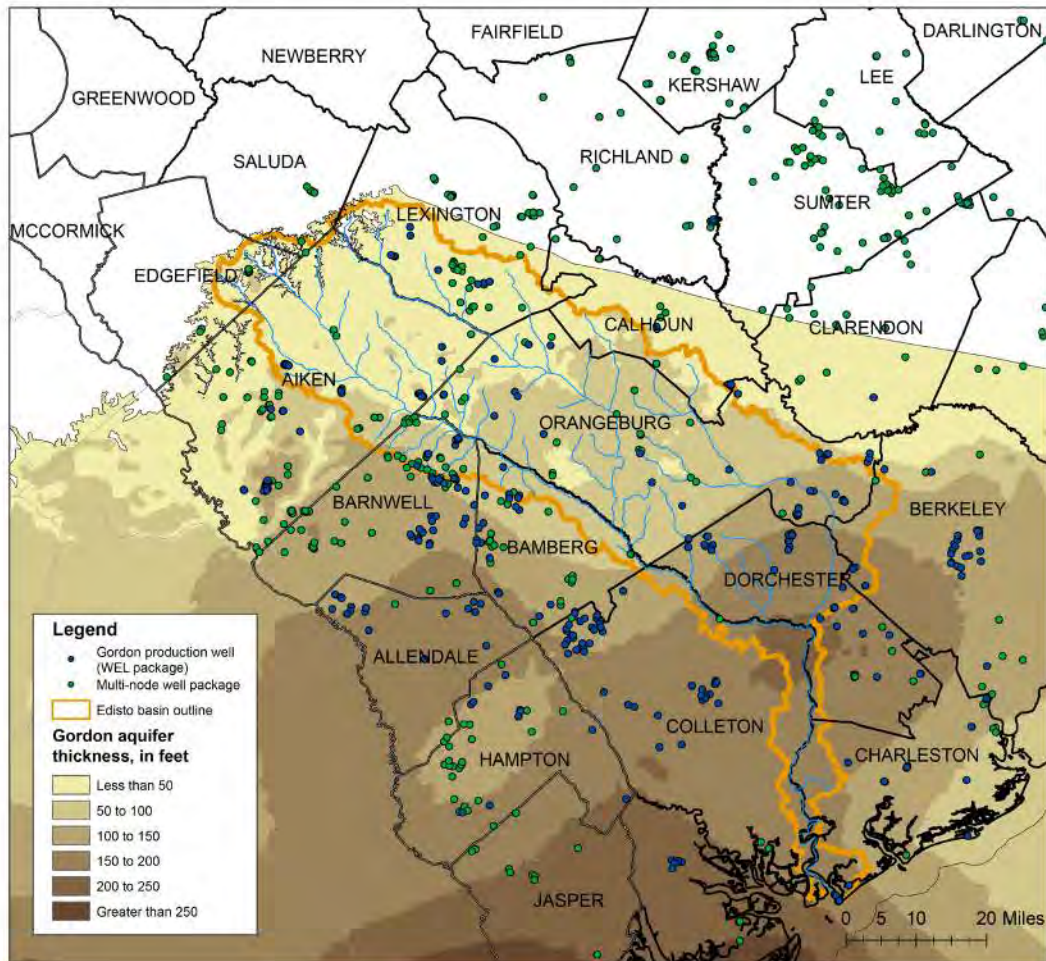 FAIRFIELD
DARLINGTON
NEWBERRY
LEE
KERSHAW
GREENWOOD
RICHLAND
SALUDA
SUMTER
LEXINGTON
MCCORMICK
EDGEFIELD
CALHOUN
CLARENDON
AIKEN
ORANGEBURG
BARNWELL
BERKELEY
BAMBERG
DORCHESTER
ALLENDALE
COLLETON
CHARLESTON
HAMPTON
JASPER
Legend
Gordon production well
(WEL package)
Multi-node well package
Edisto basin outline
Gordon aquifer
thickness, in feet
Less than 50
50 to 100
100 to 150
150 to 200
200 to 250
Greater than 250
0 5 10 20 Miles